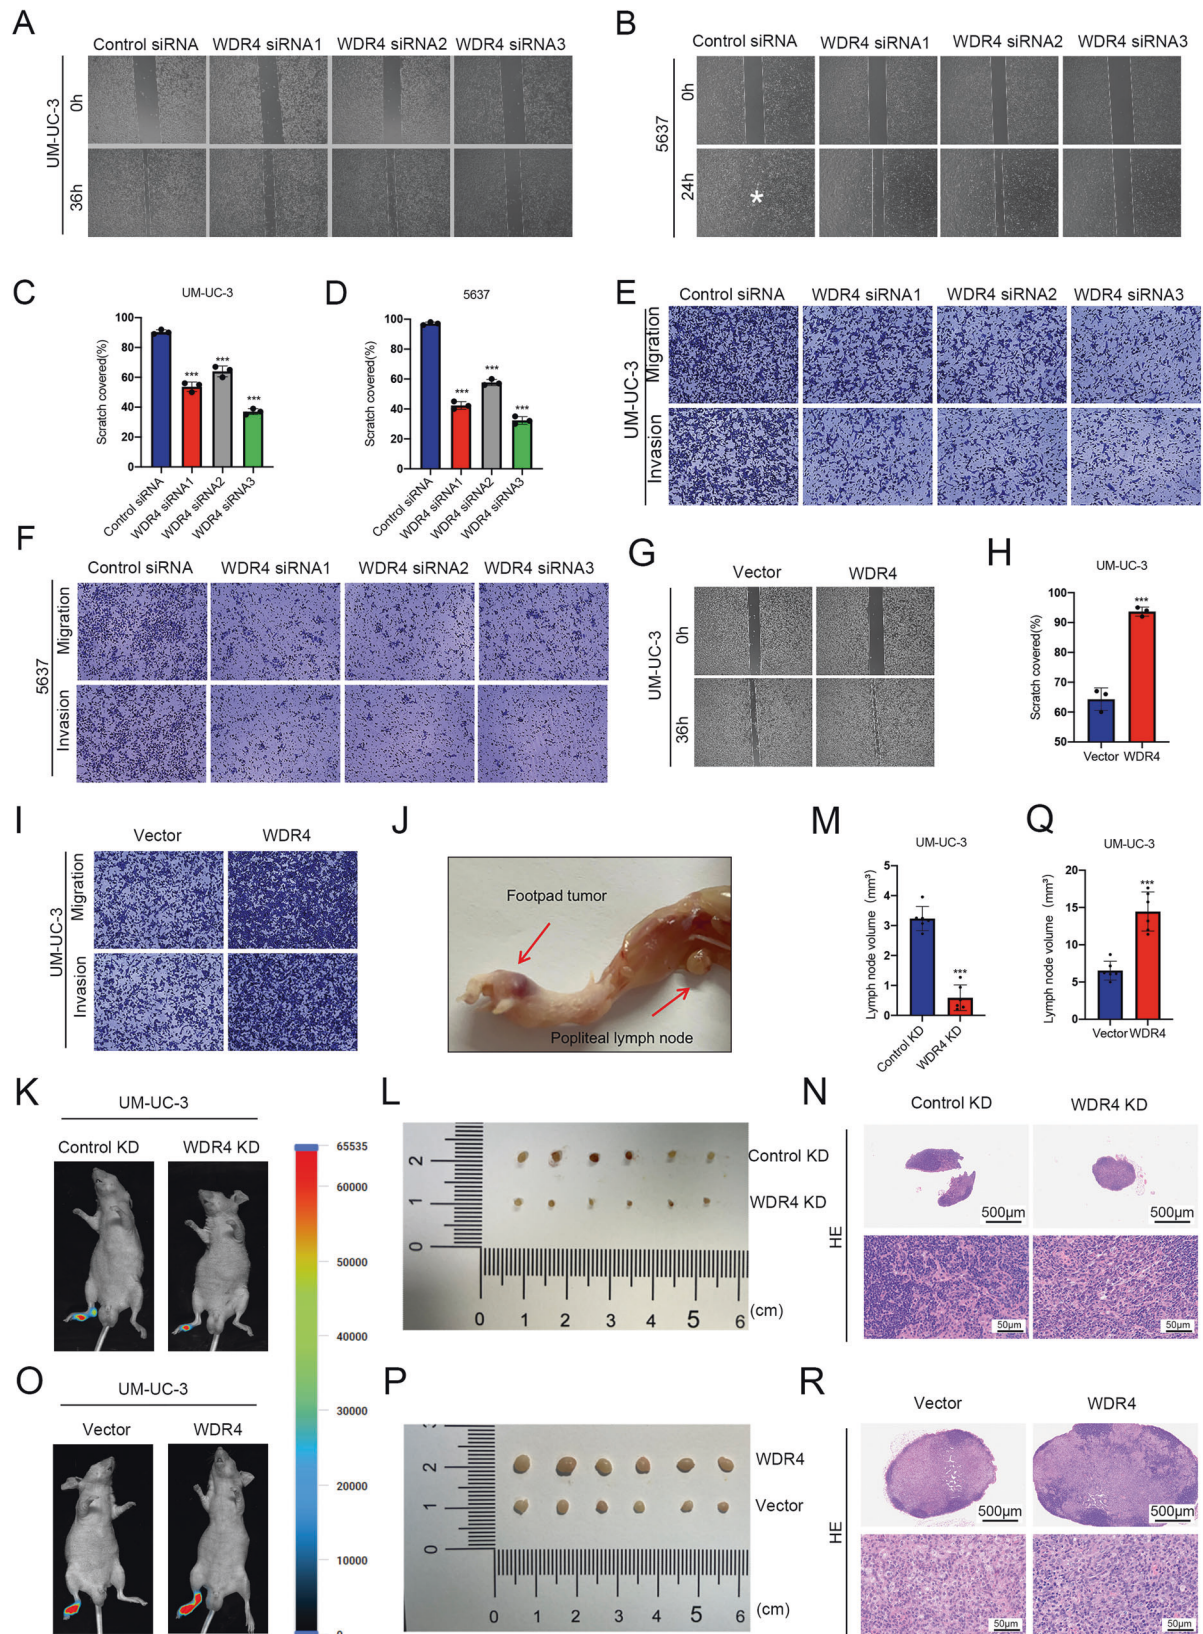 A
Control siRNA WDR4 siRNA1 WDR4 siRNA2 WDR4 siRNA3
UM-UC-3
0h
36h
B
Control siRNA WDR4 siRNA1 WDR4 siRNA2 WDR4 siRNA3
5637
0h
24h
*
C
UM-UC-3
Scratch covered(%)
100
80
60
40
20
0
***
***
***
Control siRNA
WDR4 siRNA1
WDR4 siRNA2
WDR4 siRNA3
D
5637
Scratch covered(%)
100
80
60
40
20
0
***
***
***
Control siRNA
WDR4 siRNA1
WDR4 siRNA2
WDR4 siRNA3
E
Control siRNA WDR4 siRNA1 WDR4 siRNA2 WDR4 siRNA3
UM-UC-3
Migration
Invasion
F
Control siRNA WDR4 siRNA1 WDR4 siRNA2 WDR4 siRNA3
5637
Migration
Invasion
G
Vector WDR4
UM-UC-3
0h
36h
H
UM-UC-3
Scratch covered(%)
100
90
80
70
60
50
***
Vector WDR4
I
Vector WDR4
UM-UC-3
Migration
Invasion
J
Footpad tumor
Popliteal lymph node
M
UM-UC-3
Lymph node volume (mm³)
5
4
3
2
1
0
***
Control KD
WDR4 KD
Q
UM-UC-3
Lymph node volume (mm³)
20
15
10
5
0
***
Vector WDR4
K
UM-UC-3
Control KD WDR4 KD
65535
60000
50000
40000
30000
20000
10000
L
2
1
0
Control KD
WDR4 KD
0 1 2 3 4 5 6 (cm)
N
Control KD WDR4 KD
HE
500μm 500μm
50μm 50μm
O
UM-UC-3
Vector WDR4
P
2
1
0
WDR4
Vector
0 1 2 3 4 5 6 (cm)
R
Vector WDR4
HE
500μm 500μm
50μm 50μm